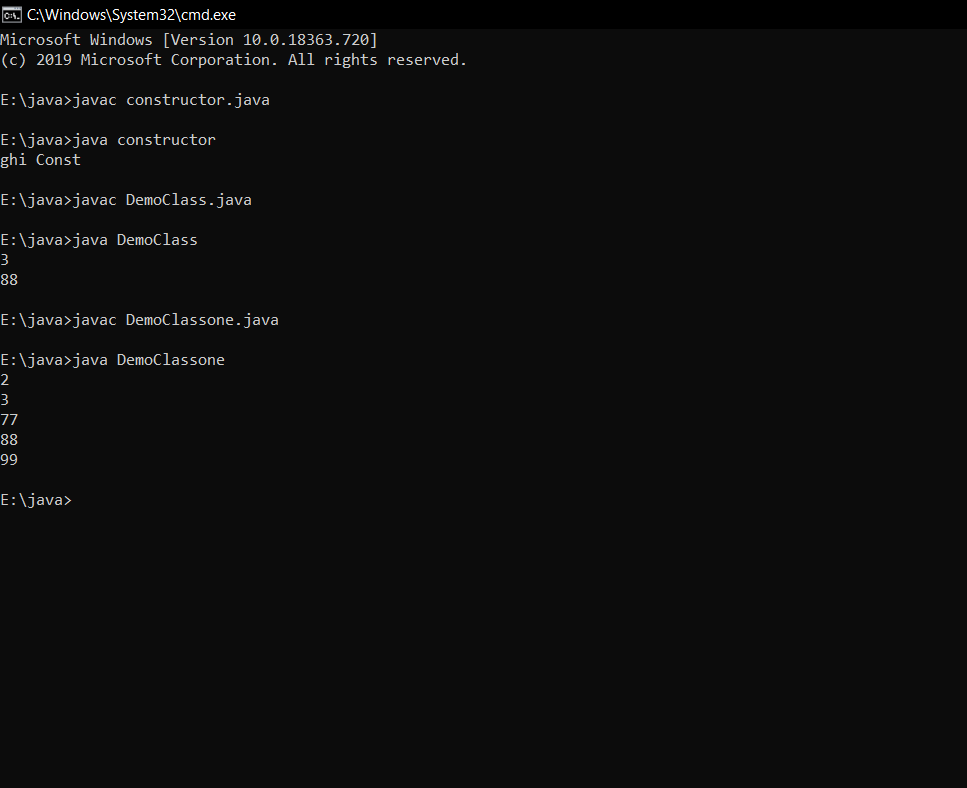 C:\Windows\System32\cmd.exe
Microsoft Windows [Version 10.0.18363.720]
(c) 2019 Microsoft Corporation. All rights reserved.
E:\java>javac constructor.java
E:\java>java constructor
ghi Const
E:\java>javac DemoClass.java
E:\java>java DemoClass
3
88
E:\java>javac DemoClassone.java
E:\java>java DemoClassone
2
3
77
88
99
E:\java>